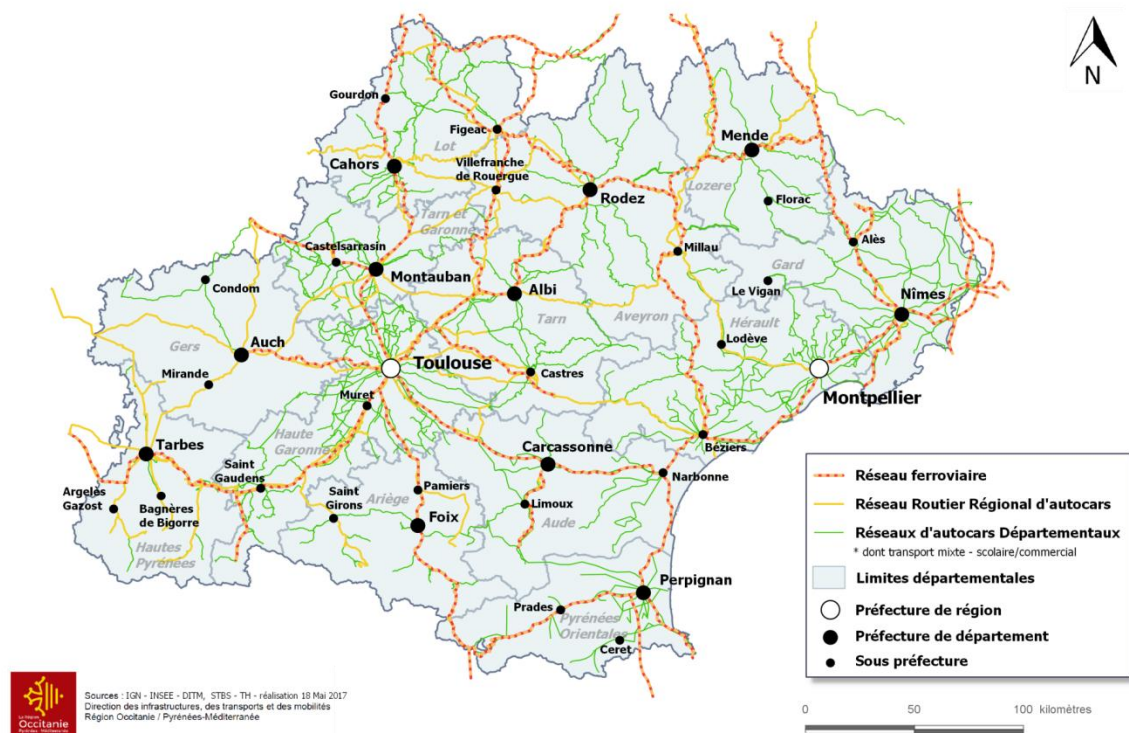 N
Gourdon
Figeac
Lot
Mende
Cahors
Villefranche
de Rouergue
Rodez
Lozere
Florac
Tarn et
Garonne
Castelsarrasin
Millau
Alès
Montauban
Gard
Condom
Albi
Le Vigan
Nîmes
Tarn
Aveyron
Hérault
Gers
Auch
Lodève
Toulouse
Mirande
Castres
Montpellier
Muret
Haute
Garonne
Tarbes
Carcassonne
Béziers
Saint
Gaudens
Narbonne
Argelès
Gazost
Saint
Girons
Ariège
Pamiers
Bagnères
de Bigorre
Limoux
Foix
Aude
Hautes
Pyrénées
Perpignan
Prades
Pyrénées
Orientales
Ceret
Réseau ferroviaire
Réseau Routier Régional d'autocars
Réseaux d'autocars Départementaux
* dont transport mixte - scolaire/commercial
Limites départementales
Préfecture de région
Préfecture de département
Sous préfecture
0 50 100 kilomètres
La Région
Occitanie
Pyrénées - Méditerranée
Sources : IGN - INSEE - DITM, STBS - TH - réalisation 18 Mai 2017
Direction des infrastructures, des transports et des mobilités
Région Occitanie / Pyrénées-Méditerranée